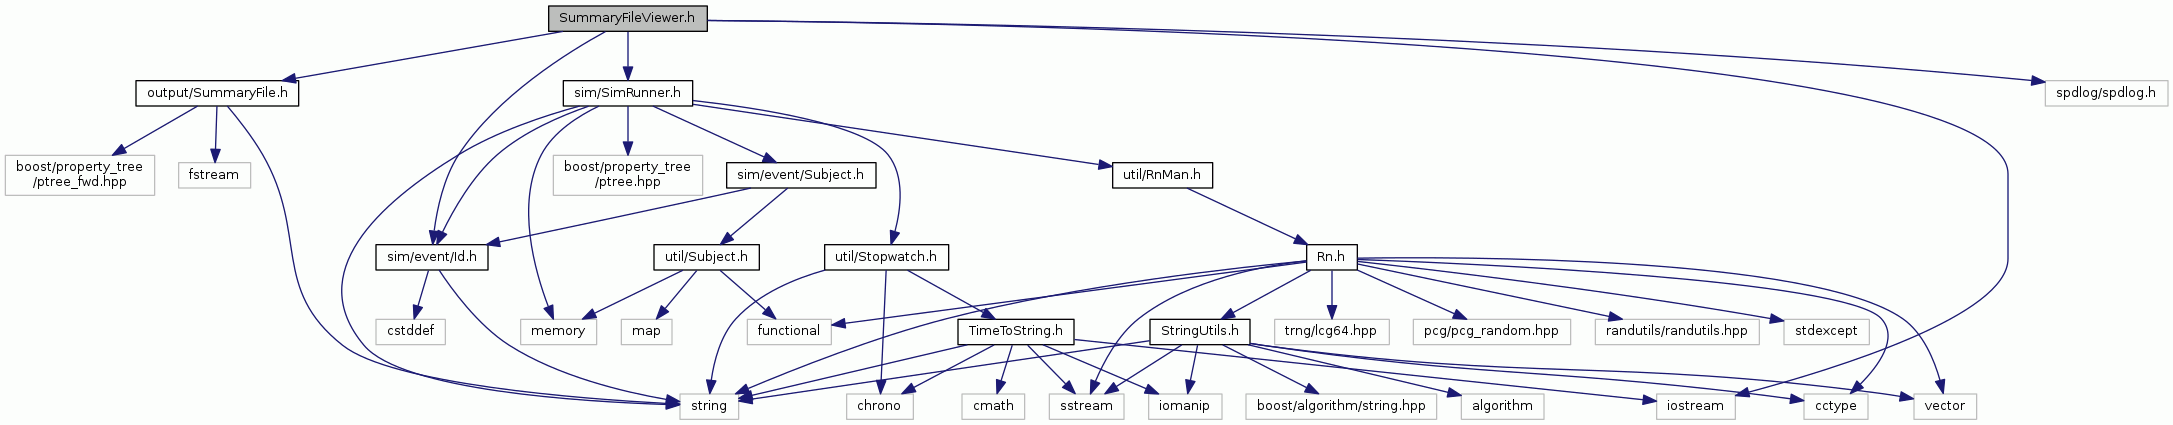 SummaryFileViewer.h
output/SummaryFile.h
sim/SimRunner.h
spdlog/spdlog.h
boost/property_tree
/ptree_fwd.hpp
fstream
boost/property_tree
/ptree.hpp
sim/event/Subject.h
util/RnMan.h
sim/event/Id.h
util/Subject.h
util/Stopwatch.h
Rn.h
cstddef
memory
map
functional
TimeToString.h
StringUtils.h
trng/lcg64.hpp
pcg/pcg_random.hpp
randutils/randutils.hpp
stdexcept
string
chrono
cmath
sstream
iomanip
boost/algorithm/string.hpp
algorithm
iostream
cctype
vector